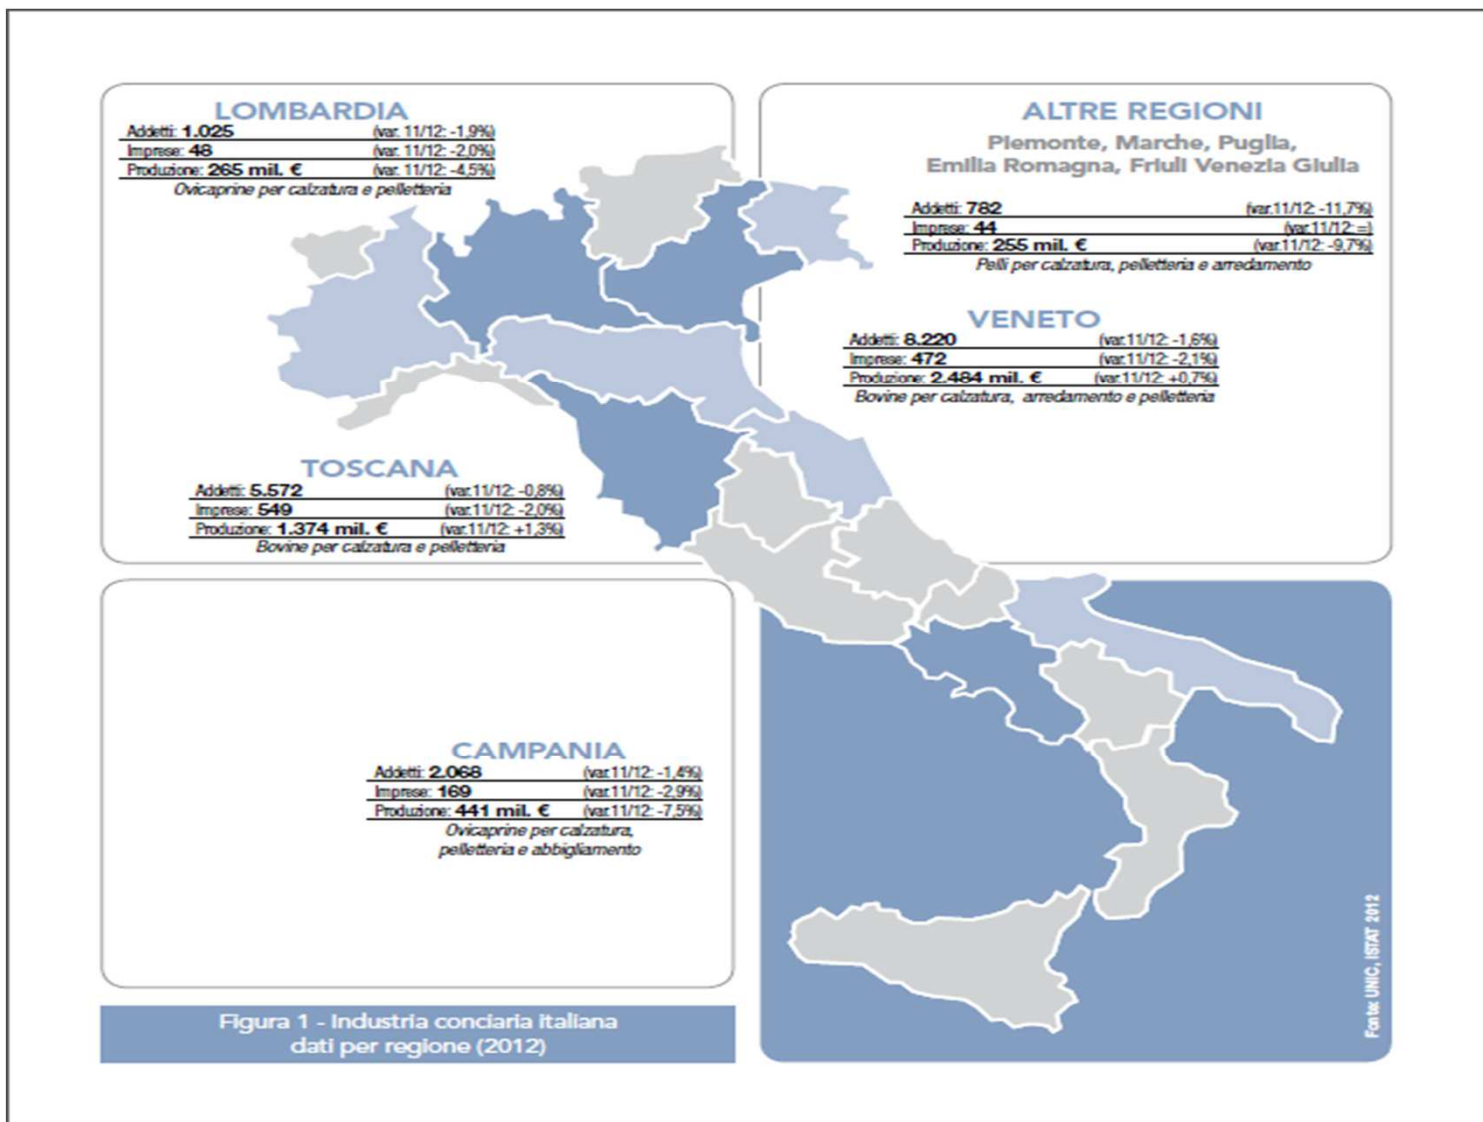 LOMBARDIA
Addetti: 1.025 (var. 11/12: -1,9%)
Imprese: 48 (var. 11/12: -2,0%)
Produzione: 265 mil. € (var. 11/12: -4,5%)
Ovicaprine per calzatura e pelletteria
ALTRE REGIONI
Piemonte, Marche, Puglia,
Emilia Romagna, Friuli Venezia Giulia
Addetti: 782 (var.11/12: -11,7%)
Imprese: 44 (var.11/12: =)
Produzione: 255 mil. € (var.11/12: -9,7%)
Pelli per calzatura, pelletteria e arredamento
VENETO
Addetti: 8.220 (var.11/12: -1,6%)
Imprese: 472 (var.11/12: -2,1%)
Produzione: 2.484 mil. € (var.11/12: +0,7%)
Bovine per calzatura, arredamento e pelletteria
TOSCANA
Addetti: 5.572 (var.11/12: -0,8%)
Imprese: 549 (var.11/12: -2,0%)
Produzione: 1.374 mil. € (var.11/12: +1,3%)
Bovine per calzatura e pelletteria
CAMPANIA
Addetti: 2.068 (var.11/12: -1,4%)
Imprese: 169 (var.11/12: -2,9%)
Produzione: 441 mil. € (var.11/12: -7,5%)
Ovicaprine per calzatura,
pelletteria e abbigliamento
Figura 1 - Industria conciaria italiana
dati per regione (2012)
Fonte: UNIC, ISTAT 2012